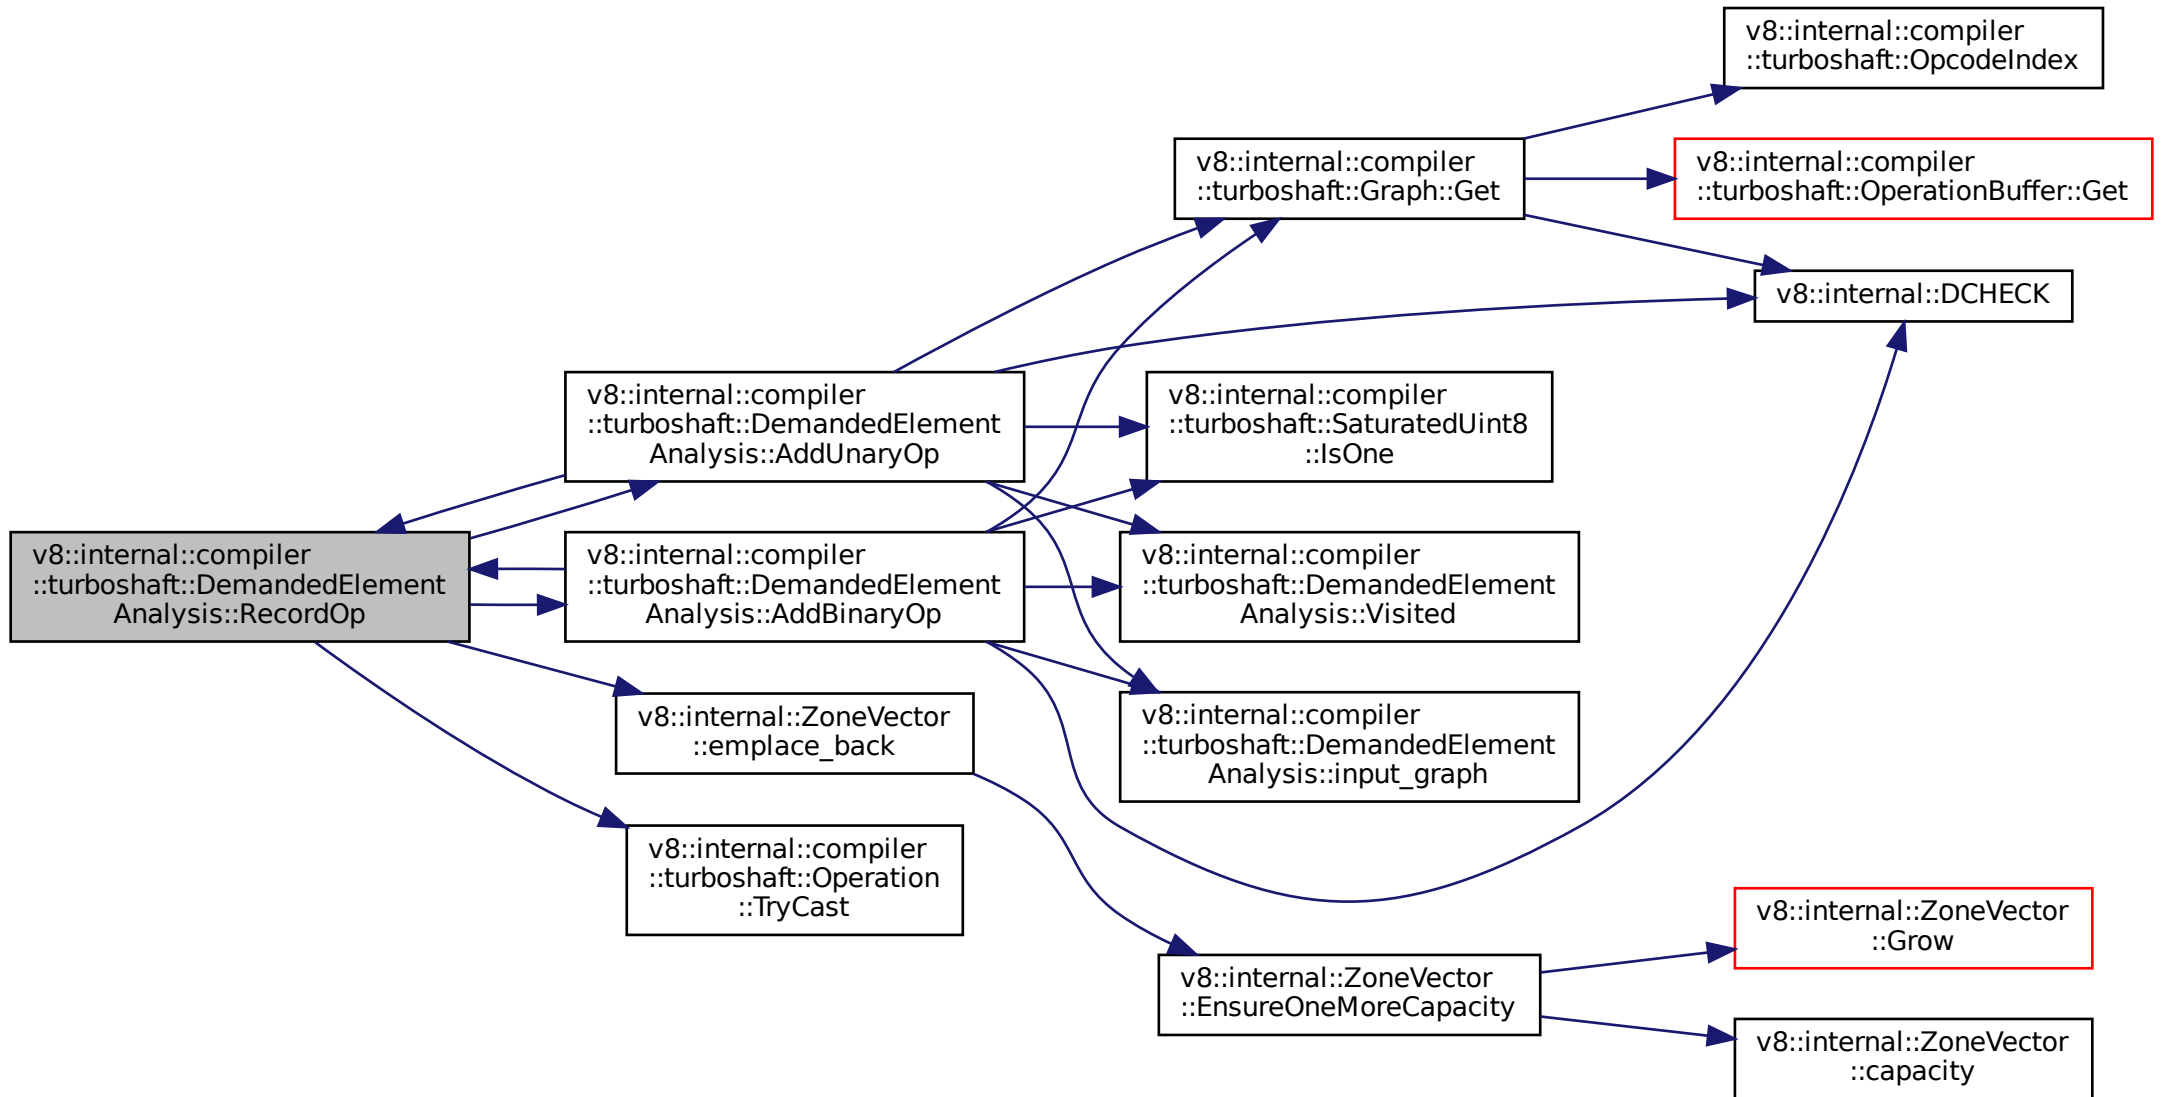 v8::internal::compiler
::turboshaft::OpcodeIndex
v8::internal::compiler
::turboshaft::Graph::Get
v8::internal::compiler
::turboshaft::OperationBuffer::Get
v8::internal::DCHECK
v8::internal::compiler
::turboshaft::DemandedElement
Analysis::AddUnaryOp
v8::internal::compiler
::turboshaft::SaturatedUint8
::IsOne
v8::internal::compiler
::turboshaft::DemandedElement
Analysis::RecordOp
v8::internal::compiler
::turboshaft::DemandedElement
Analysis::AddBinaryOp
v8::internal::compiler
::turboshaft::DemandedElement
Analysis::Visited
v8::internal::ZoneVector
::emplace_back
v8::internal::compiler
::turboshaft::DemandedElement
Analysis::input_graph
v8::internal::compiler
::turboshaft::Operation
::TryCast
v8::internal::ZoneVector
::Grow
v8::internal::ZoneVector
::EnsureOneMoreCapacity
v8::internal::ZoneVector
::capacity